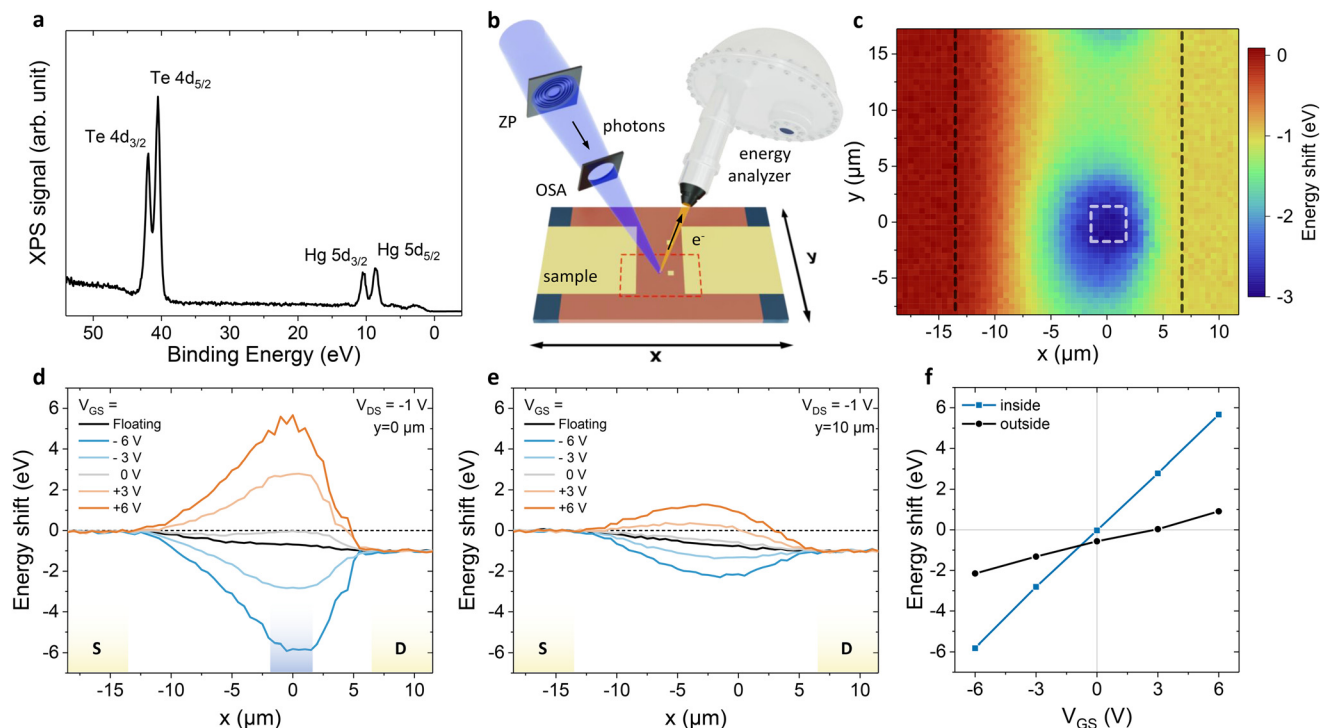 a
XPS signal (arb. unit)
Te 4d5/2
Te 4d3/2
Hg 5d3/2
Hg 5d5/2
50 40 30 20 10 0
Binding Energy (eV)
b
ZP
photons
OSA
energy
analyzer
e-
sample
y
x
c
y (µm)
15
10
5
0
-5
-15 -10 -5 0 5 10
x (µm)
0
-1
-2
-3
Energy shift (eV)
d
Energy shift (eV)
6
4
2
0
-2
-4
-6
VGS =
Floating
- 6 V
- 3 V
0 V
+3 V
+6 V
VDS = -1 V
y=0 µm
S
D
-15 -10 -5 0 5 10
x (µm)
e
Energy shift (eV)
6
4
2
0
-2
-4
-6
VGS =
Floating
- 6 V
- 3 V
0 V
+3 V
+6 V
VDS = -1 V
y=10 µm
S
D
-15 -10 -5 0 5 10
x (µm)
f
Energy shift (eV)
6
4
2
0
-2
-4
-6
inside
outside
-6 -3 0 3 6
VGS (V)